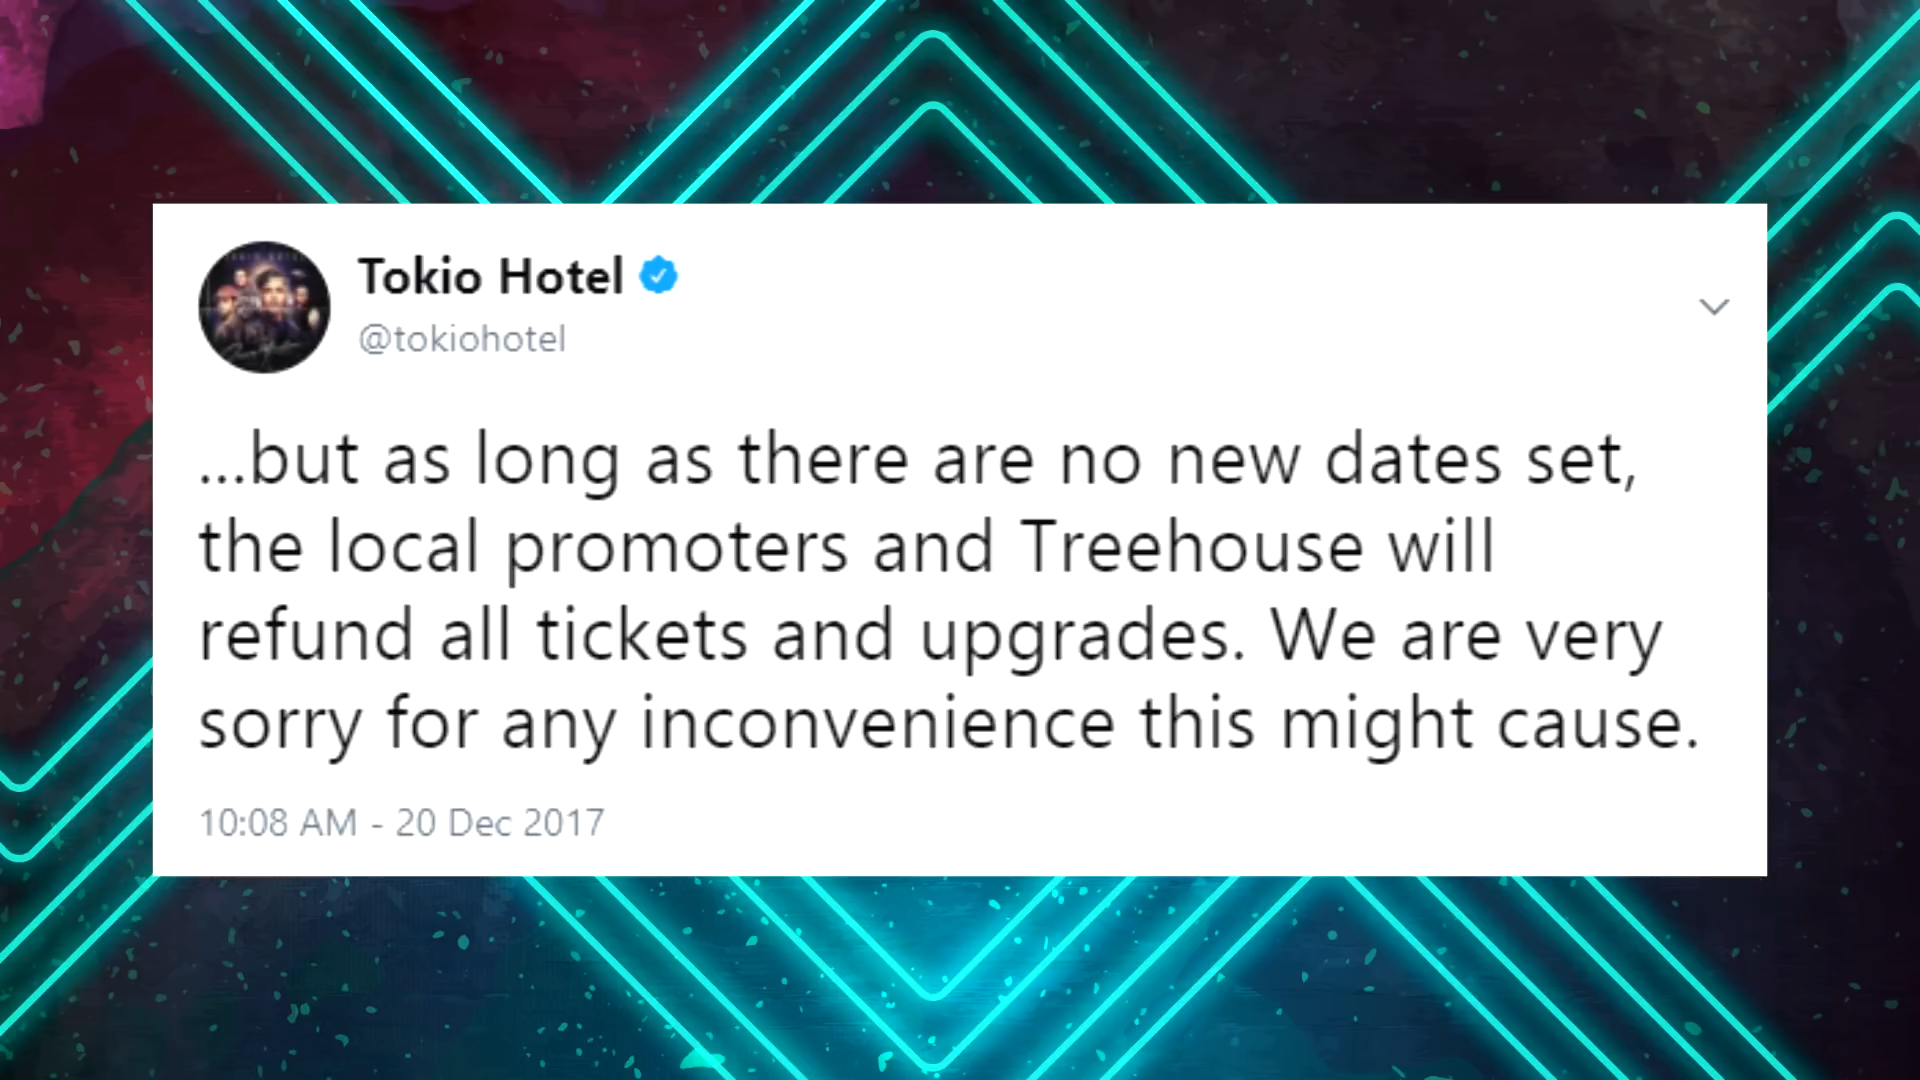 Tokio Hotel
@tokiohotel
...but as long as there are no new dates set,
the local promoters and Treehouse will
refund all tickets and upgrades. We are very
sorry for any inconvenience this might cause.
10:08 AM - 20 Dec 2017